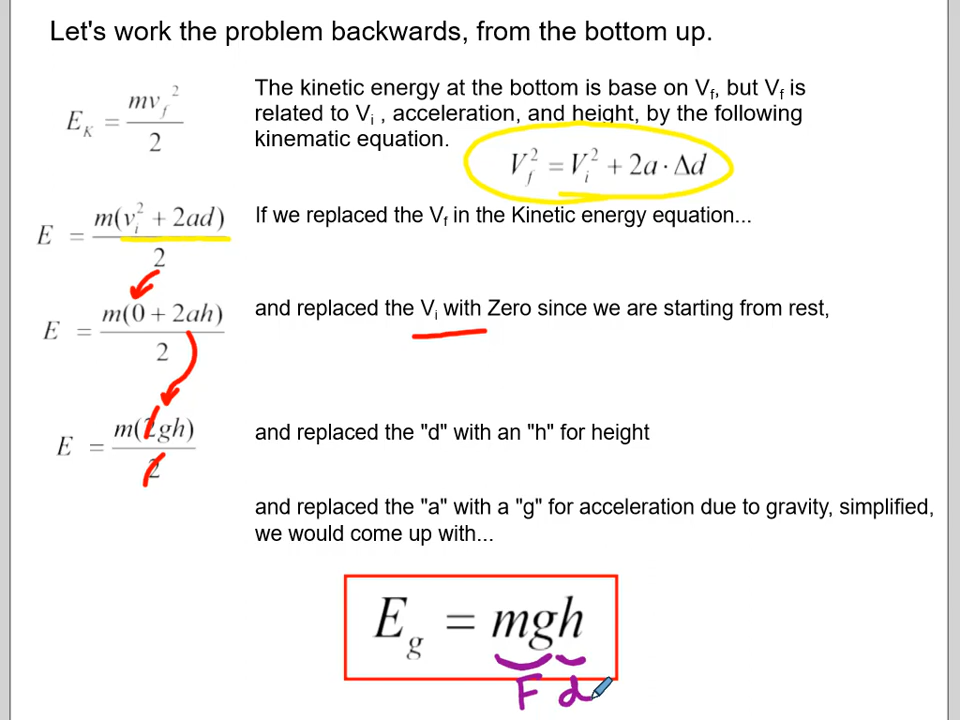 Let's work the problem backwards, from the bottom up.
E_K = mv_f^2 / 2
The kinetic energy at the bottom is base on V_f, but V_f is
related to V_i , acceleration, and height, by the following
kinematic equation.
V_f^2 = V_i^2 + 2a · Δd
E = m(v_i^2 + 2ad) / 2
If we replaced the V_f in the Kinetic energy equation...
E = m(0 + 2ah) / 2
and replaced the V_i with Zero since we are starting from rest,
E = m(2gh) / 2
and replaced the "d" with an "h" for height
and replaced the "a" with a "g" for acceleration due to gravity, simplified,
we would come up with...
E_g = mgh
F d